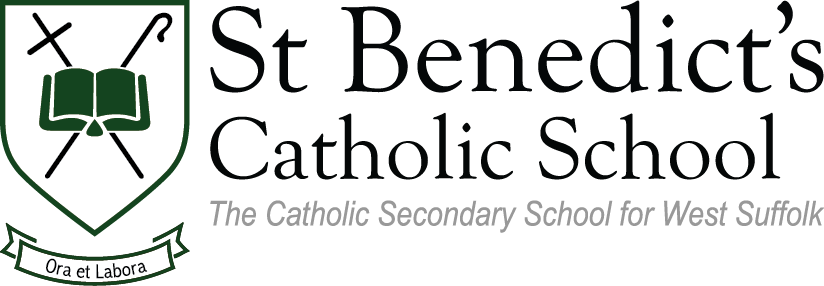 St Benedict's
Catholic School
The Catholic Secondary School for West Suffolk
Ora et Labora